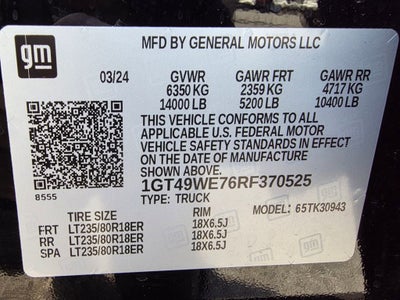 gm
MFD BY GENERAL MOTORS LLC
03/24 GVWR GAWR FRT GAWR RR
6350 KG 2359 KG 4717 KG
14000 LB 5200 LB 10400 LB
THIS VEHICLE CONFORMS TO ALL
APPLICABLE U.S. FEDERAL MOTOR
VEHICLE SAFETY STANDARDS IN EFFECT
ON THE DATE OF MANUFACTURE
SHOWN ABOVE.
8555
1GT49WE76RF370525
TYPE: TRUCK MODEL: 65TK30943
TIRE SIZE RIM
FRT LT235/80R18ER 18X6.5J
RR LT235/80R18ER 18X6.5J
SPA LT235/80R18ER 18X6.5J
gm